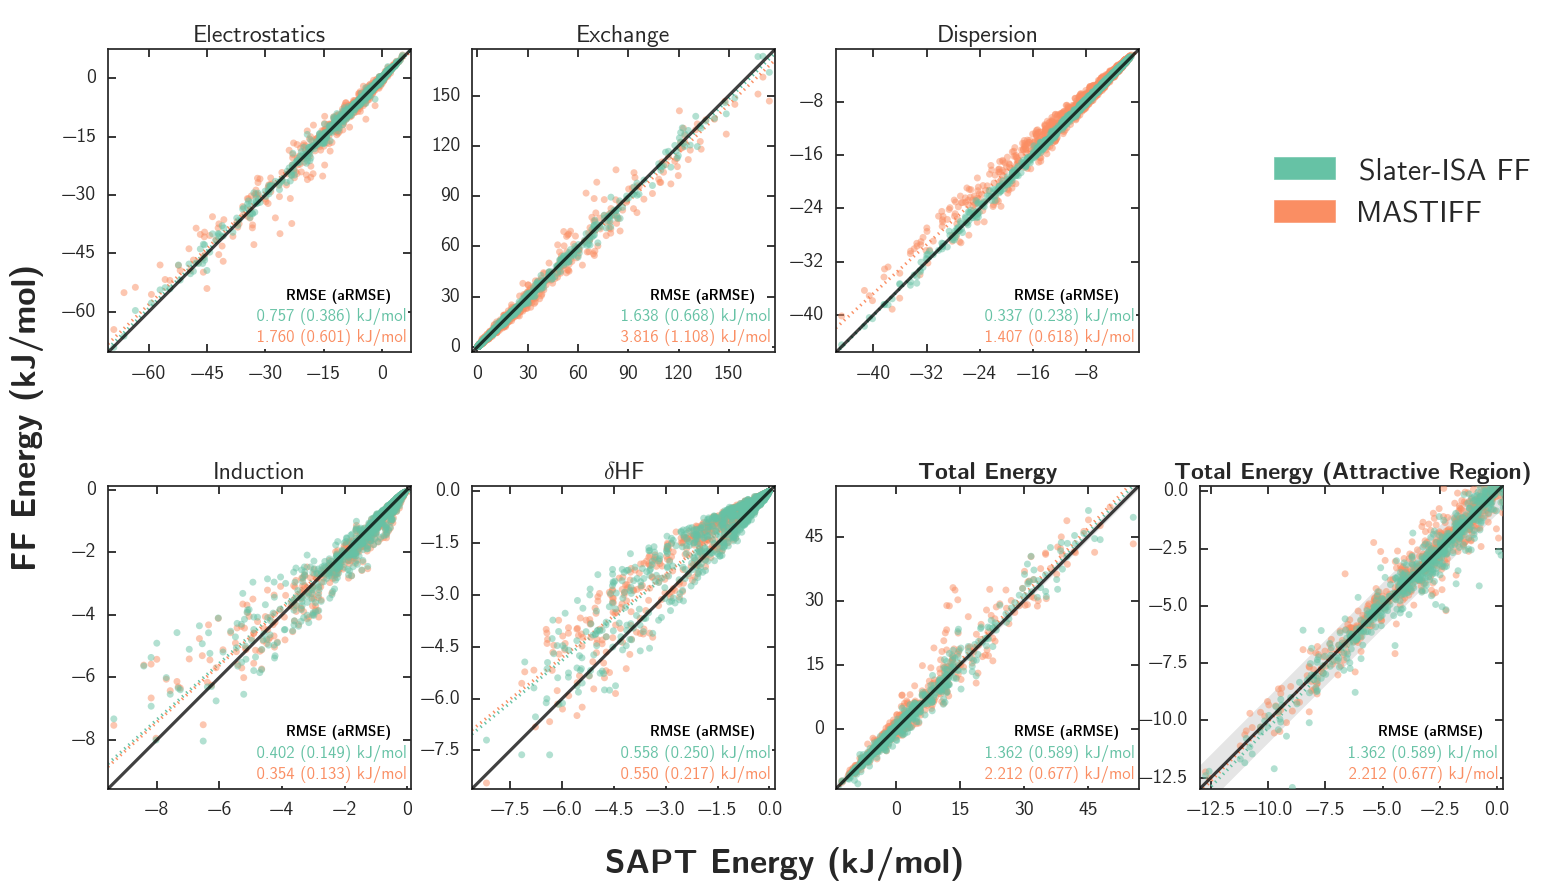 Electrostatics
0
−15
−30
−45
−60
−60 −45 −30 −15 0
RMSE (aRMSE)
0.757 (0.386) kJ/mol
1.760 (0.601) kJ/mol
Exchange
150
120
90
60
30
0
0 30 60 90 120 150
RMSE (aRMSE)
1.638 (0.668) kJ/mol
3.816 (1.108) kJ/mol
Dispersion
−8
−16
−24
−32
−40
−40 −32 −24 −16 −8
RMSE (aRMSE)
0.337 (0.238) kJ/mol
1.407 (0.618) kJ/mol
Slater-ISA FF
MASTIFF
FF Energy (kJ/mol)
Induction
0
−2
−4
−6
−8
−8 −6 −4 −2 0
RMSE (aRMSE)
0.402 (0.149) kJ/mol
0.354 (0.133) kJ/mol
δHF
0.0
−1.5
−3.0
−4.5
−6.0
−7.5
−7.5 −6.0 −4.5 −3.0 −1.5 0.0
RMSE (aRMSE)
0.558 (0.250) kJ/mol
0.550 (0.217) kJ/mol
Total Energy
45
30
15
0
0 15 30 45
RMSE (aRMSE)
1.362 (0.589) kJ/mol
2.212 (0.677) kJ/mol
Total Energy (Attractive Region)
0.0
−2.5
−5.0
−7.5
−10.0
−12.5
−12.5 −10.0 −7.5 −5.0 −2.5 0.0
RMSE (aRMSE)
1.362 (0.589) kJ/mol
2.212 (0.677) kJ/mol
SAPT Energy (kJ/mol)